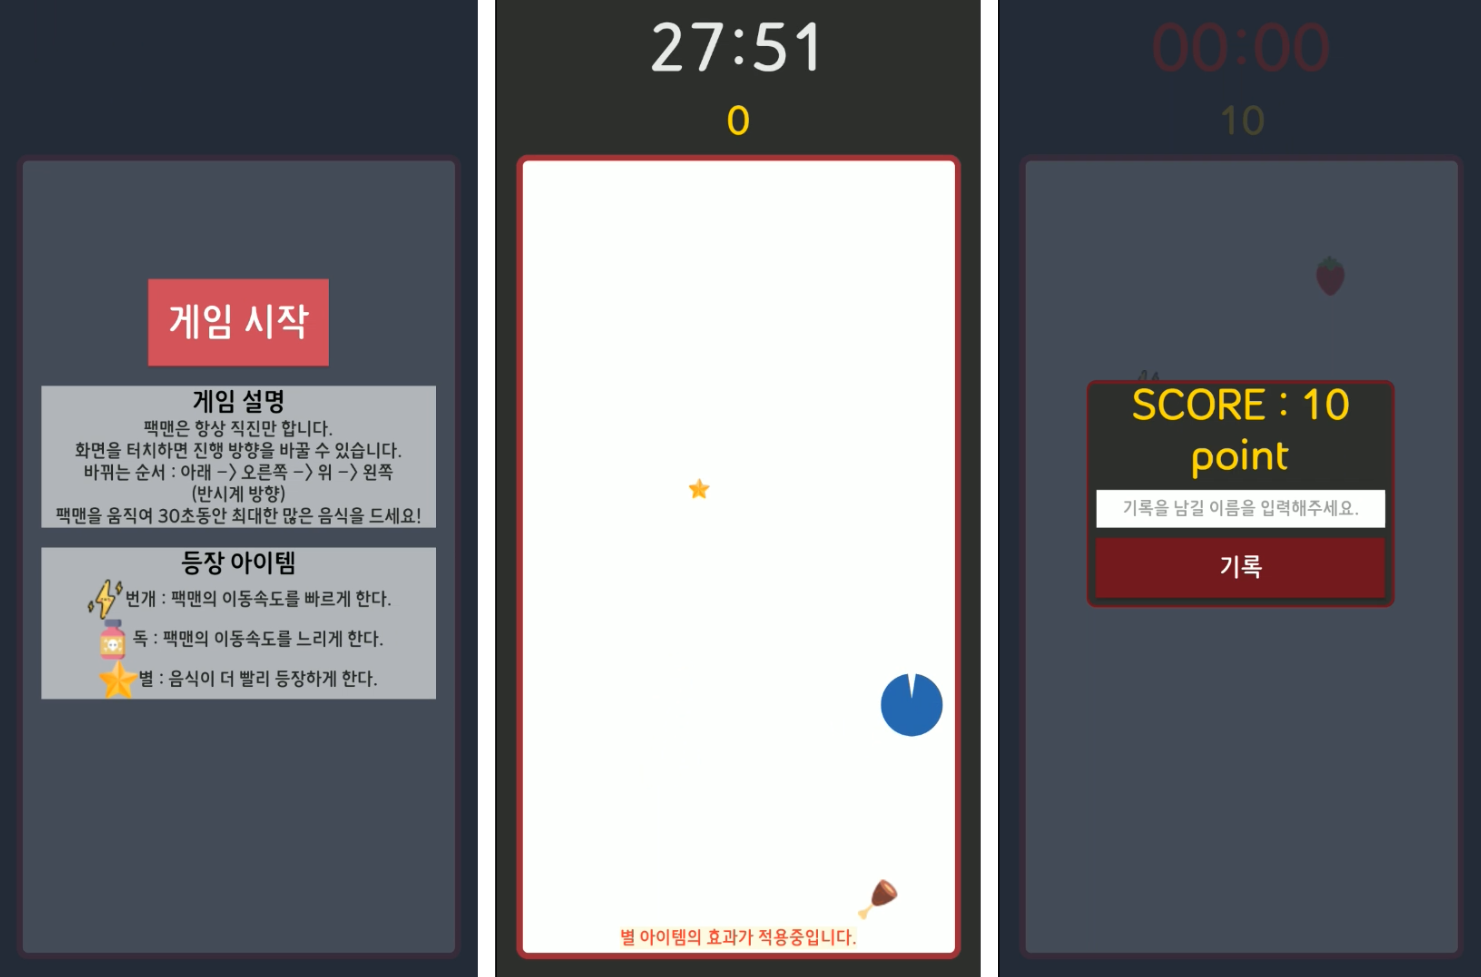 게임 시작
게임 설명
팩맨은 항상 직진만 합니다.
화면을 터치하면 진행 방향을 바꿀 수 있습니다.
바뀌는 순서 : 아래 -> 오른쪽 -> 위 -> 왼쪽
(반시계 방향)
팩맨을 움직여 30초동안 최대한 많은 음식을 드세요!
등장 아이템
번개 : 팩맨의 이동속도를 빠르게 한다.
독 : 팩맨의 이동속도를 느리게 한다.
별 : 음식이 더 빨리 등장하게 한다.
27:51
0
별 아이템의 효과가 적용중입니다.
00:00
10
SCORE : 10
point
기록을 남길 이름을 입력해주세요.
기록